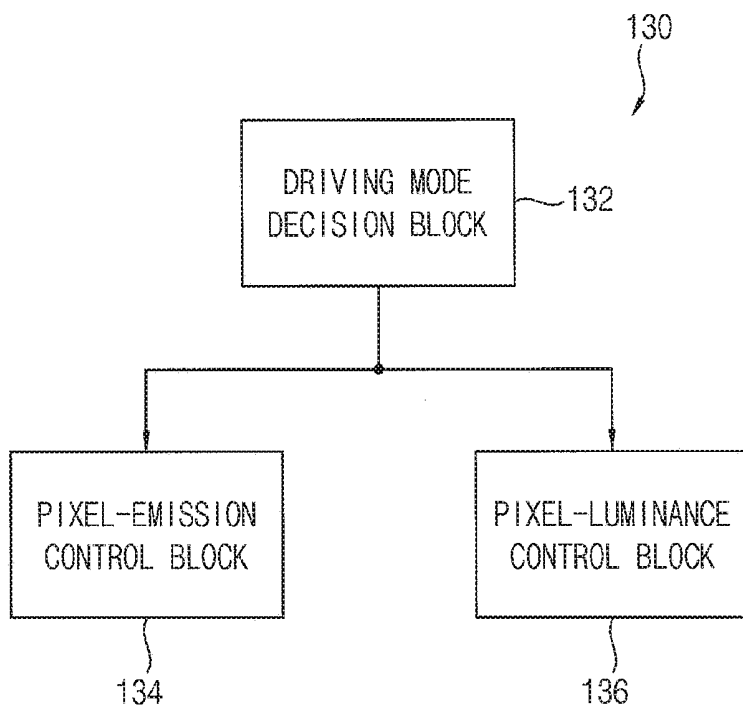 130
DRIVING MODE
DECISION BLOCK
132
PIXEL-EMISSION
CONTROL BLOCK
PIXEL-LUMINANCE
CONTROL BLOCK
134
136